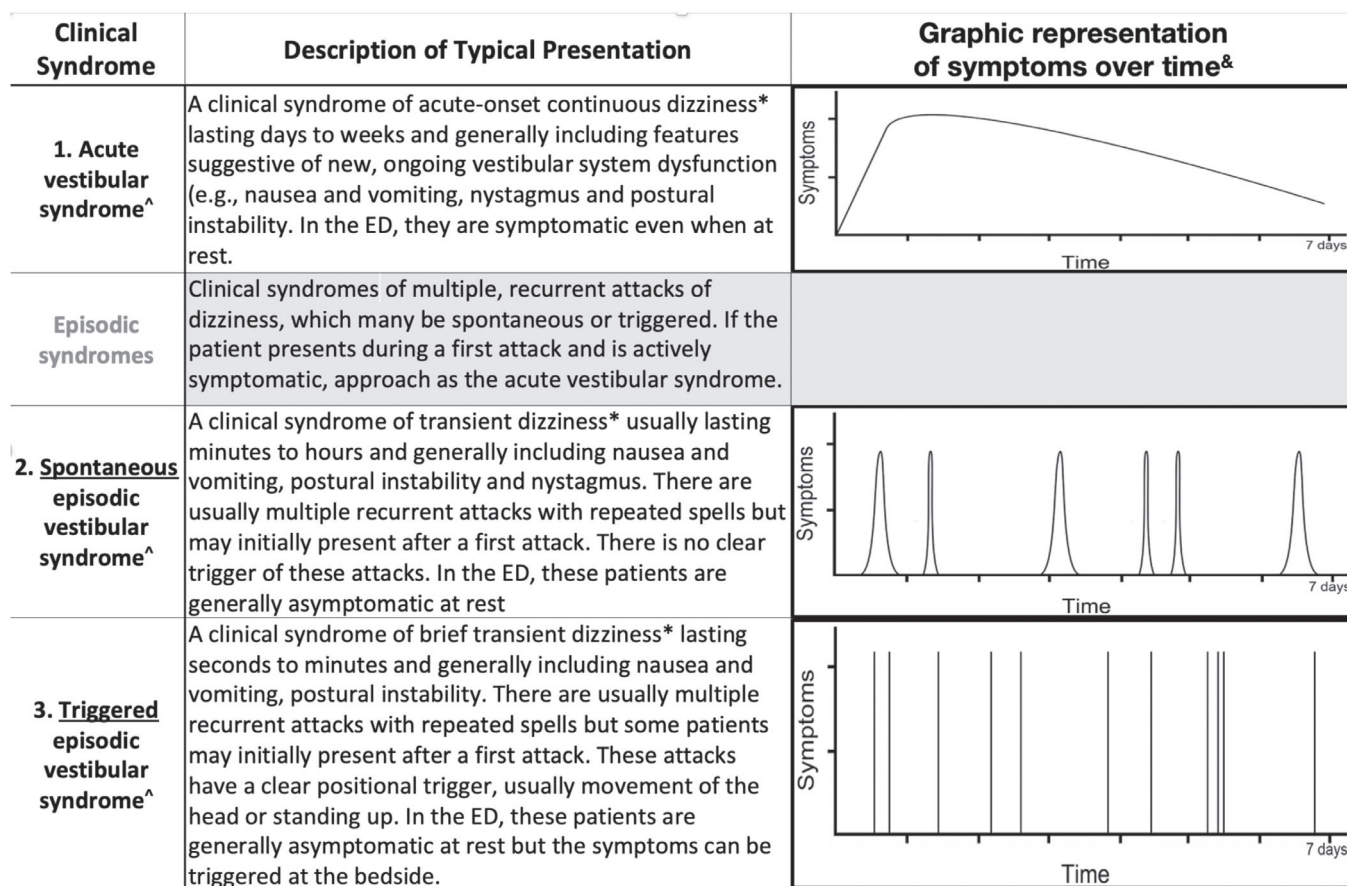 Clinical
Syndrome
Description of Typical Presentation
Graphic representation
of symptoms over time&
1. Acute
vestibular
syndrome^
A clinical syndrome of acute-onset continuous dizziness*
lasting days to weeks and generally including features
suggestive of new, ongoing vestibular system dysfunction
(e.g., nausea and vomiting, nystagmus and postural
instability. In the ED, they are symptomatic even when at
rest.
Symptoms
7 days
Time
Episodic
syndromes
Clinical syndromes of multiple, recurrent attacks of
dizziness, which many be spontaneous or triggered. If the
patient presents during a first attack and is actively
symptomatic, approach as the acute vestibular syndrome.
2. Spontaneous
episodic
vestibular
syndrome^
A clinical syndrome of transient dizziness* usually lasting
minutes to hours and generally including nausea and
vomiting, postural instability and nystagmus. There are
usually multiple recurrent attacks with repeated spells but
may initially present after a first attack. There is no clear
trigger of these attacks. In the ED, these patients are
generally asymptomatic at rest
Symptoms
7 days
Time
3. Triggered
episodic
vestibular
syndrome^
A clinical syndrome of brief transient dizziness* lasting
seconds to minutes and generally including nausea and
vomiting, postural instability. There are usually multiple
recurrent attacks with repeated spells but some patients
may initially present after a first attack. These attacks
have a clear positional trigger, usually movement of the
head or standing up. In the ED, these patients are
generally asymptomatic at rest but the symptoms can be
triggered at the bedside.
Symptoms
7 days
Time